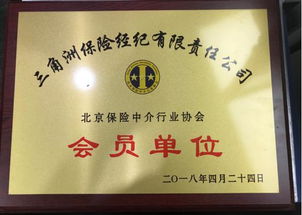 三角洲保险经纪有限责任公司
北京保险中介行业协会
会员单位
二〇一八年四月二十四日